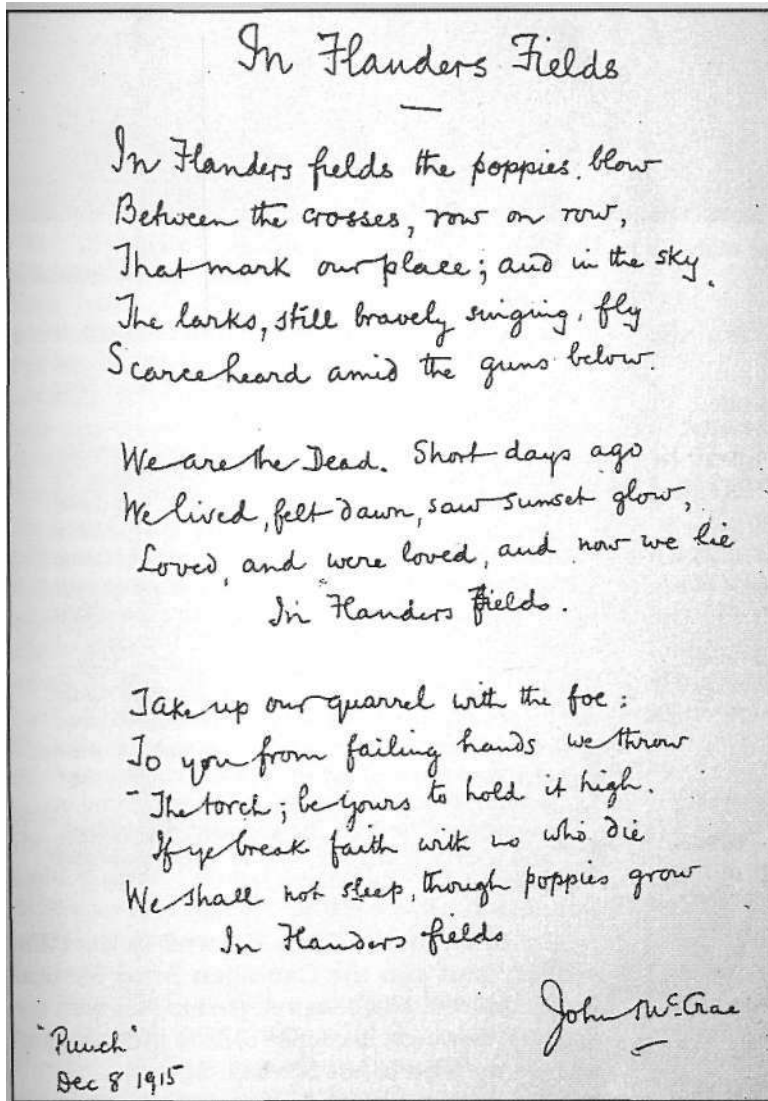 In Flanders Fields
In Flanders fields the poppies blow
Between the crosses, row on row,
That mark our place; and in the sky
The larks, still bravely singing, fly
Scarce heard amid the guns below.
We are the Dead. Short days ago
We lived, felt dawn, saw sunset glow,
Loved, and were loved, and now we lie
In Flanders fields.
Take up our quarrel with the foe:
To you from failing hands we throw
The torch; be yours to hold it high.
If ye break faith with us who die
We shall not sleep, though poppies grow
In Flanders fields
John McCrae
"Punch"
Dec 8 1915